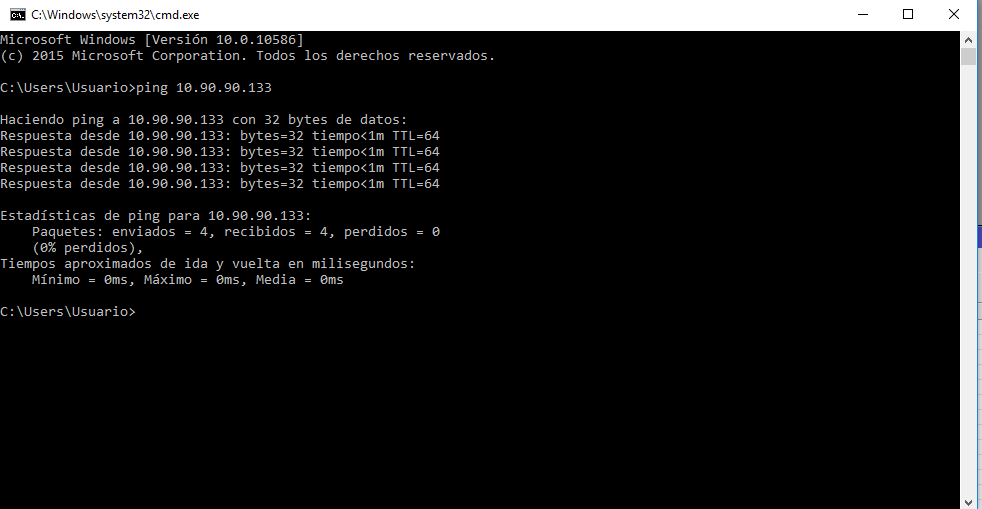 C:\Windows\system32\cmd.exe
Microsoft Windows [Versión 10.0.10586]
(c) 2015 Microsoft Corporation. Todos los derechos reservados.
C:\Users\Usuario>ping 10.90.90.133
Haciendo ping a 10.90.90.133 con 32 bytes de datos:
Respuesta desde 10.90.90.133: bytes=32 tiempo<1m TTL=64
Respuesta desde 10.90.90.133: bytes=32 tiempo<1m TTL=64
Respuesta desde 10.90.90.133: bytes=32 tiempo<1m TTL=64
Respuesta desde 10.90.90.133: bytes=32 tiempo<1m TTL=64
Estadísticas de ping para 10.90.90.133:
    Paquetes: enviados = 4, recibidos = 4, perdidos = 0
    (0% perdidos),
Tiempos aproximados de ida y vuelta en milisegundos:
    Mínimo = 0ms, Máximo = 0ms, Media = 0ms
C:\Users\Usuario>